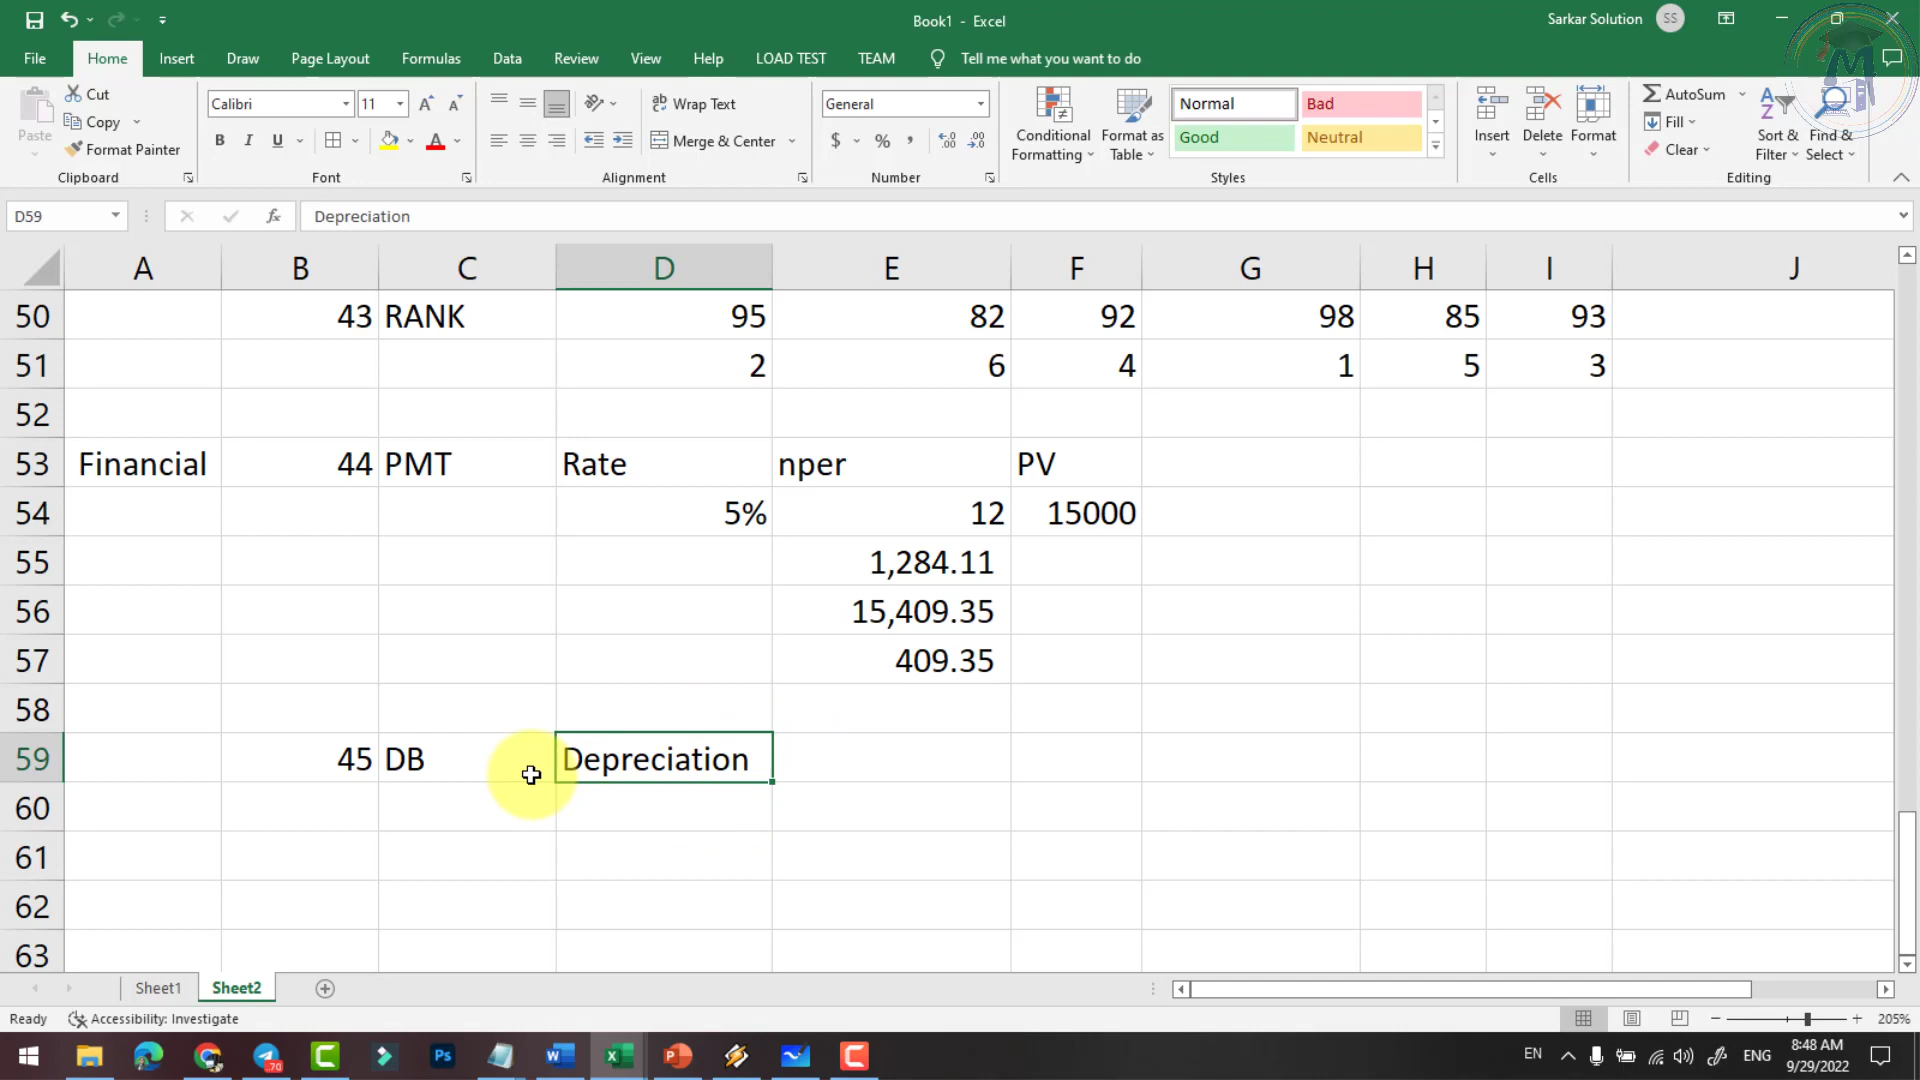 Book1 - Excel
Sarkar Solution SS
File Home Insert Draw Page Layout Formulas Data Review View Help LOAD TEST TEAM Tell me what you want to do
Paste
Cut
Copy
Format Painter
Clipboard
Calibri 11
B I U A
Font
Wrap Text
Merge & Center
Alignment
General
$ % ,
Number
Conditional Formatting
Format as Table
Normal Bad
Good Neutral
Styles
Insert Delete Format
Cells
AutoSum
Fill
Clear
Sort & Filter
Find & Select
Editing
D59 fx Depreciation
A B C D E F G H I J
50 43 RANK 95 82 92 98 85 93
51 2 6 4 1 5 3
52
53 Financial 44 PMT Rate nper PV
54 5% 12 15000
55 1,284.11
56 15,409.35
57 409.35
58
59 45 DB Depreciation
60
61
62
63
Sheet1 Sheet2
Ready Accessibility: Investigate 205%
EN ENG 8:48 AM
9/29/2022